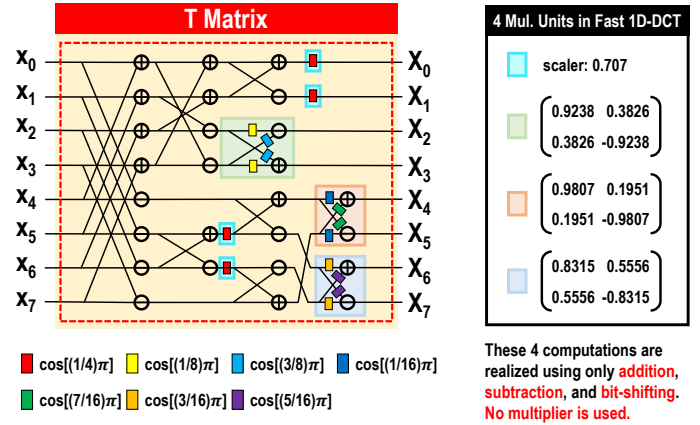 T Matrix
X0 X0
X1 X1
X2 X2
X3 X3
X4 X4
X5 X5
X6 X6
X7 X7
cos[(1/4)π] cos[(1/8)π] cos[(3/8)π] cos[(1/16)π]
cos[(7/16)π] cos[(3/16)π] cos[(5/16)π]
4 Mul. Units in Fast 1D-DCT
scaler: 0.707
0.9238 0.3826
0.3826 -0.9238
0.9807 0.1951
0.1951 -0.9807
0.8315 0.5556
0.5556 -0.8315
These 4 computations are
realized using only addition,
subtraction, and bit-shifting.
No multiplier is used.